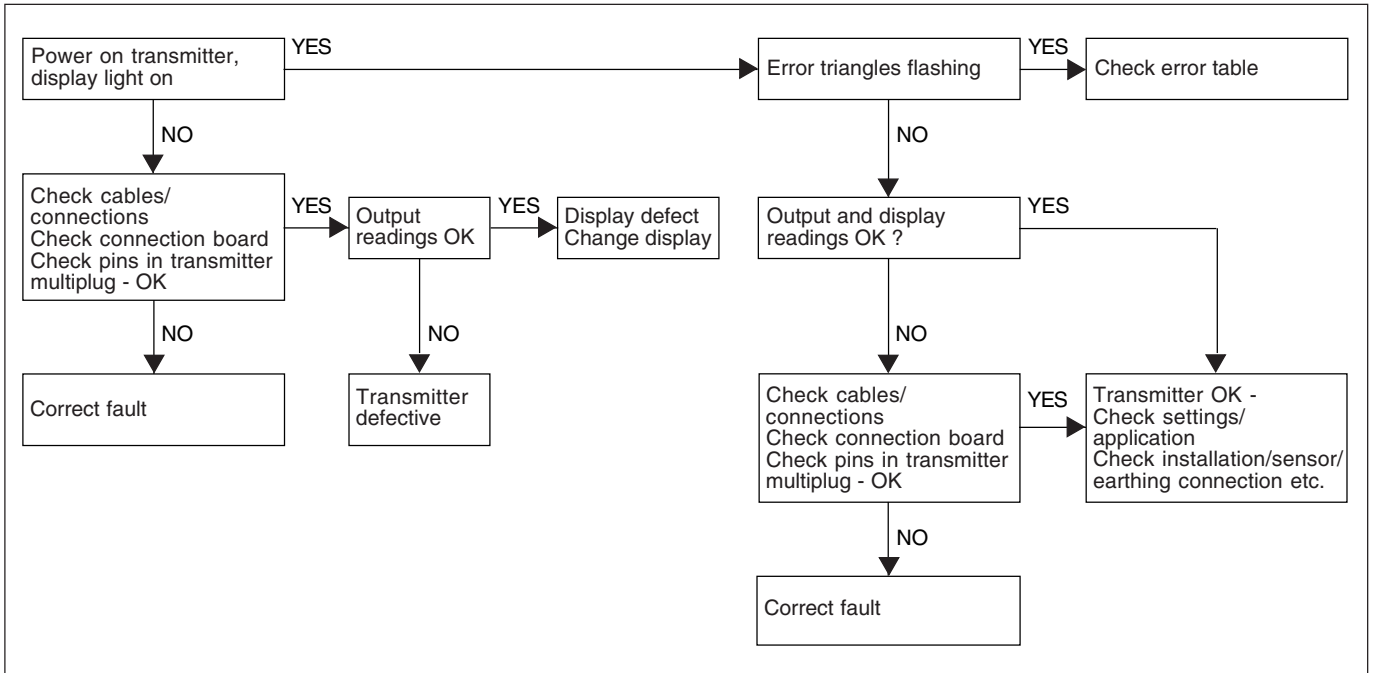 Power on transmitter,
display light on
YES
Error triangles flashing
YES
Check error table
NO
NO
Check cables/
connections
Check connection board
Check pins in transmitter
multiplug - OK
YES
Output
readings OK
YES
Display defect
Change display
Output and display
readings OK ?
YES
NO
NO
NO
Correct fault
Transmitter
defective
Check cables/
connections
Check connection board
Check pins in transmitter
multiplug - OK
YES
Transmitter OK -
Check settings/
application
Check installation/sensor/
earthing connection etc.
NO
Correct fault